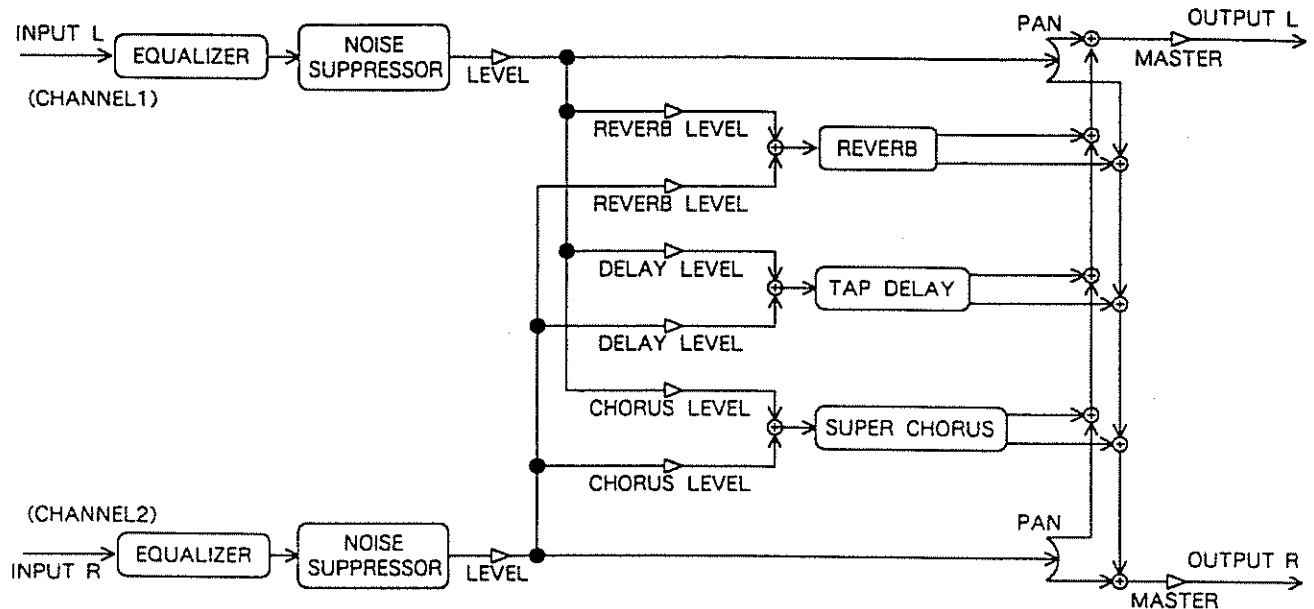 INPUT L
(CHANNEL1)
EQUALIZER
NOISE
SUPPRESSOR
LEVEL
PAN
OUTPUT L
MASTER
REVERB LEVEL
REVERB
REVERB LEVEL
DELAY LEVEL
TAP DELAY
DELAY LEVEL
CHORUS LEVEL
SUPER CHORUS
CHORUS LEVEL
(CHANNEL2)
INPUT R
EQUALIZER
NOISE
SUPPRESSOR
LEVEL
PAN
OUTPUT R
MASTER